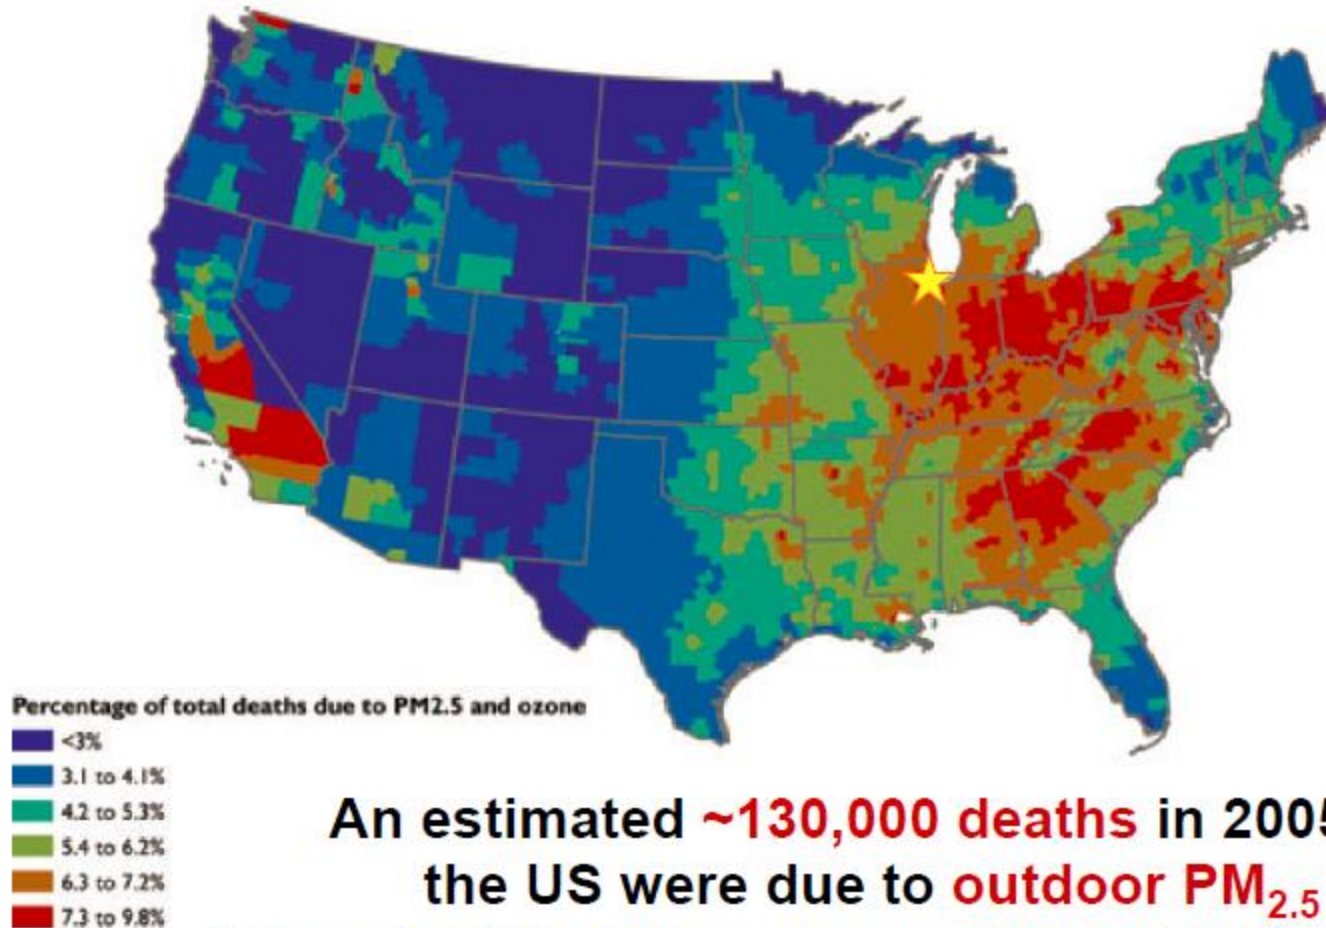 Percentage of total deaths due to PM2.5 and ozone
<3%
3.1 to 4.1%
4.2 to 5.3%
5.4 to 6.2%
6.3 to 7.2%
7.3 to 9.8%
An estimated ~130,000 deaths in 2005
the US were due to outdoor PM2.5